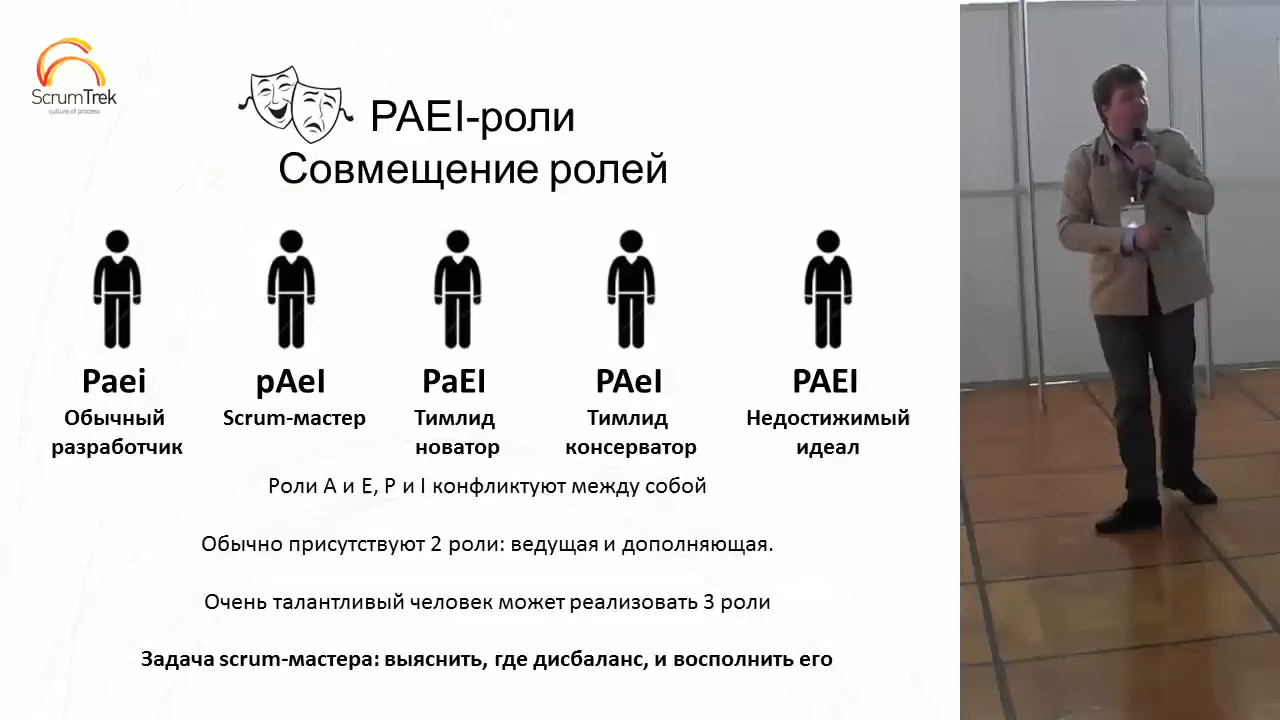 ScrumTrek
culture of process
PAEI-роли
Совмещение ролей
Paei
pAeI
PaEI
PAeI
PAEI
Обычный
разработчик
Scrum-мастер
Тимлид
новатор
Тимлид
консерватор
Недостижимый
идеал
Роли А и Е, Р и I конфликтуют между собой
Обычно присутствуют 2 роли: ведущая и дополняющая.
Очень талантливый человек может реализовать 3 роли
Задача scrum-мастера: выяснить, где дисбаланс, и восполнить его